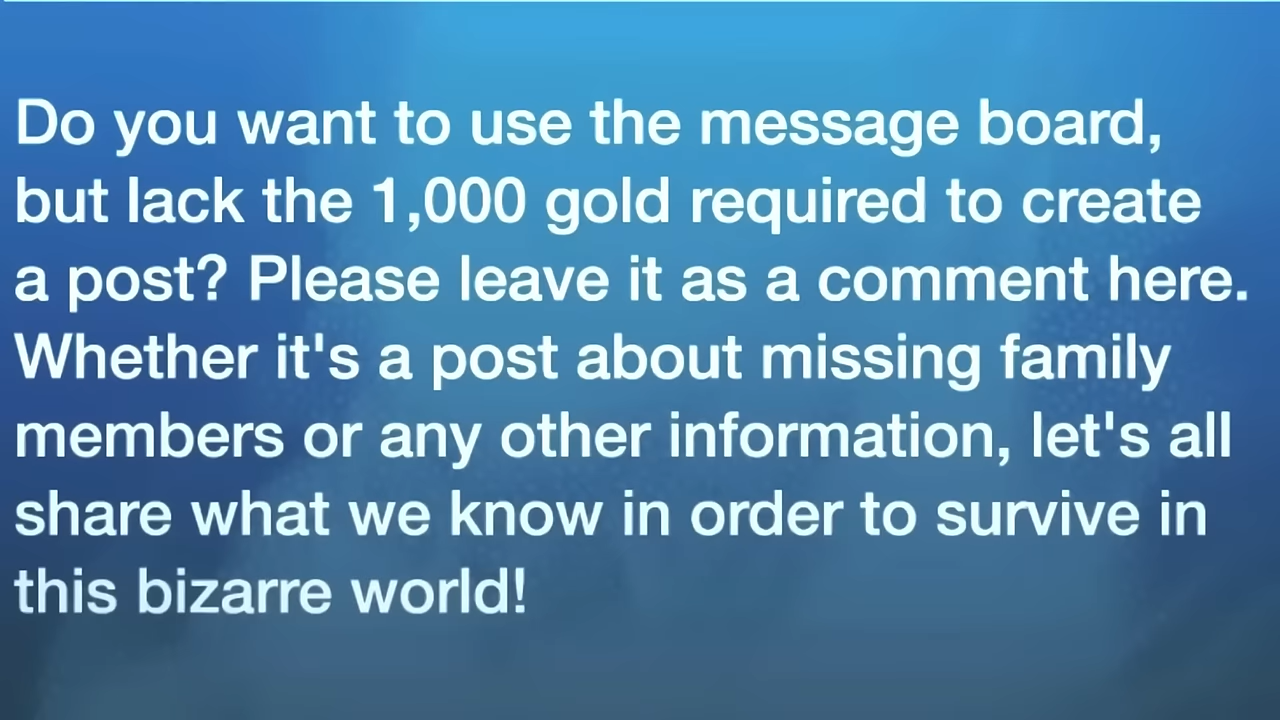 Do you want to use the message board,
but lack the 1,000 gold required to create
a post? Please leave it as a comment here.
Whether it's a post about missing family
members or any other information, let's all
share what we know in order to survive in
this bizarre world!